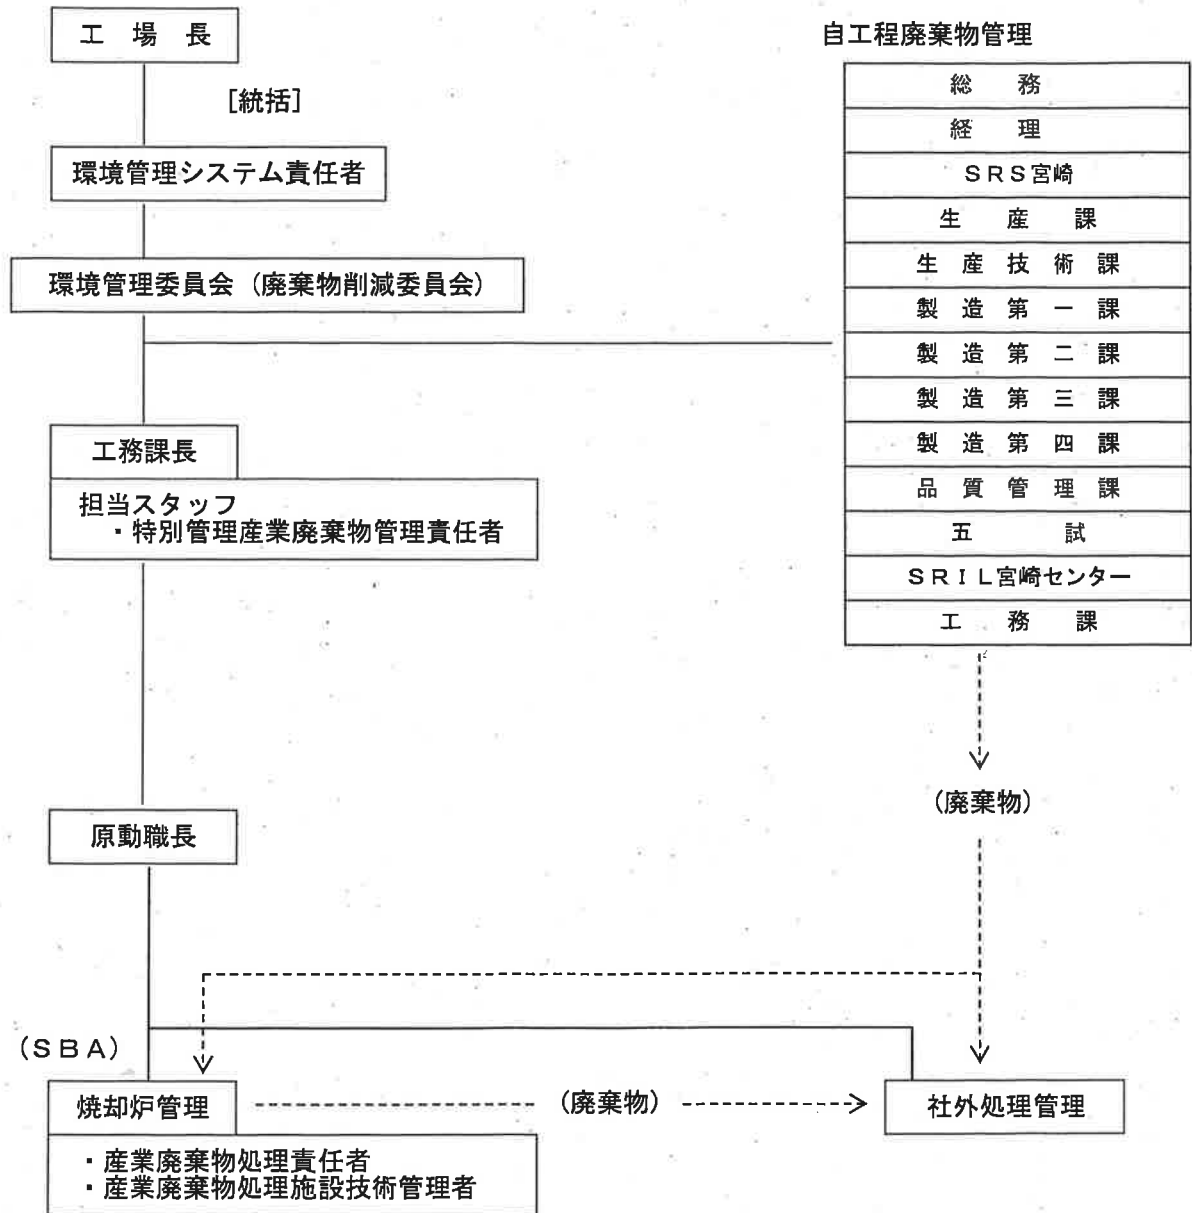 工場長
[統括]
環境管理システム責任者
環境管理委員会（廃棄物削減委員会）
工務課長
担当スタッフ
・特別管理産業廃棄物管理責任者
原動職長
自工程廃棄物管理
総務
経理
ＳＲＳ宮崎
生産課
生産技術課
製造第一課
製造第二課
製造第三課
製造第四課
品質管理課
五試
ＳＲＩＬ宮崎センター
工務課
（廃棄物）
（ＳＢＡ）
焼却炉管理
・産業廃棄物処理責任者
・産業廃棄物処理施設技術管理者
（廃棄物）
社外処理管理